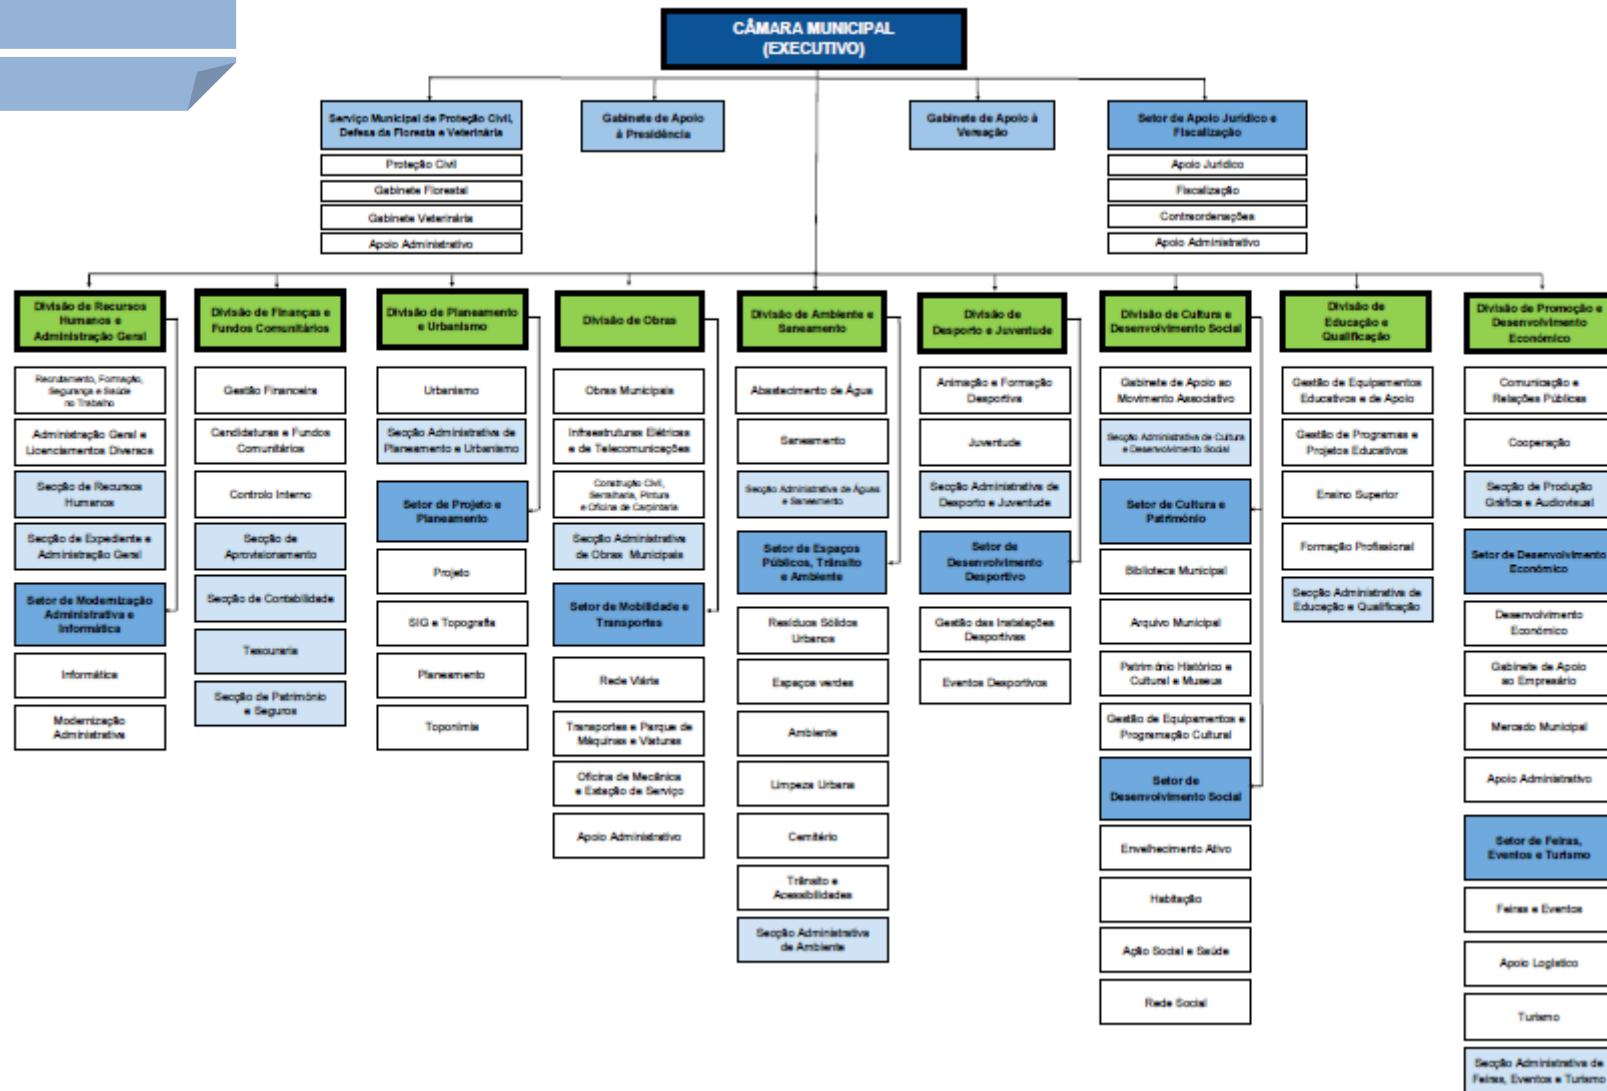 CÂMARA MUNICIPAL
(EXECUTIVO)
Serviço Municipal de Proteção Civil,
Defesa da Floresta e Veterinária
Proteção Civil
Gabinete Florestal
Gabinete Veterinária
Apoio Administrativo
Gabinete de Apoio
à Presidência
Gabinete de Apoio à
Vereação
Setor de Apoio Jurídico e
Fiscalização
Apoio Jurídico
Fiscalização
Contraordenações
Apoio Administrativo
Divisão de Recursos
Humanos e
Administração Geral
Recrutamento, Formação,
Segurança e Saúde
no Trabalho
Administração Geral e
Licenciamentos Diversos
Secção de Recursos
Humanos
Secção de Expediente e
Administração Geral
Setor de Modernização
Administrativa e
Informática
Informática
Modernização
Administrativa
Divisão de Finanças e
Fundos Comunitários
Gestão Financeira
Candidaturas e Fundos
Comunitários
Controlo Interno
Secção de
Aprovisionamento
Secção de Contabilidade
Tesouraria
Secção de Património
e Seguros
Divisão de Planeamento
e Urbanismo
Urbanismo
Secção Administrativa de
Planeamento e Urbanismo
Setor de Projeto e
Planeamento
Projeto
SIG e Topografia
Planeamento
Toponímia
Divisão de Obras
Obras Municipais
Infraestruturas Elétricas
e de Telecomunicações
Construção Civil,
Serralharia, Pintura
e Oficina de Carpintaria
Secção Administrativa
de Obras Municipais
Setor de Mobilidade e
Transportes
Rede Viária
Transportes e Parque de
Máquinas e Viaturas
Oficina de Mecânica
e Estação de Serviço
Apoio Administrativo
Divisão de Ambiente e
Saneamento
Abastecimento de Água
Saneamento
Secção Administrativa de Águas
e Saneamento
Setor de Espaços
Públicos, Trânsito
e Ambiente
Resíduos Sólidos
Urbanos
Espaços verdes
Ambiente
Limpeza Urbana
Cemitério
Trânsito e
Acessibilidades
Secção Administrativa
de Ambiente
Divisão de
Desporto e Juventude
Animação e Formação
Desportiva
Juventude
Secção Administrativa de
Desporto e Juventude
Setor de
Desenvolvimento
Desportivo
Gestão das Instalações
Desportivas
Eventos Desportivos
Divisão de Cultura e
Desenvolvimento Social
Gabinete de Apoio ao
Movimento Associativo
Secção Administrativa de Cultura
e Desenvolvimento Social
Setor de Cultura e
Património
Biblioteca Municipal
Arquivo Municipal
Património Histórico e
Cultural e Museus
Gestão de Equipamentos e
Programação Cultural
Setor de
Desenvolvimento Social
Envelhecimento Ativo
Habitação
Ação Social e Saúde
Rede Social
Divisão de
Educação e
Qualificação
Gestão de Equipamentos
Educativos e de Apoio
Gestão de Programas e
Projetos Educativos
Ensino Superior
Formação Profissional
Secção Administrativa de
Educação e Qualificação
Divisão de Promoção e
Desenvolvimento
Económico
Comunicação e
Relações Públicas
Cooperação
Secção de Produção
Gráfica e Audiovisual
Setor de Desenvolvimento
Económico
Desenvolvimento
Económico
Gabinete de Apoio
ao Empresário
Mercado Municipal
Apoio Administrativo
Setor de Feiras,
Eventos e Turismo
Feiras e Eventos
Apoio Logístico
Turismo
Secção Administrativa de
Feiras, Eventos e Turismo